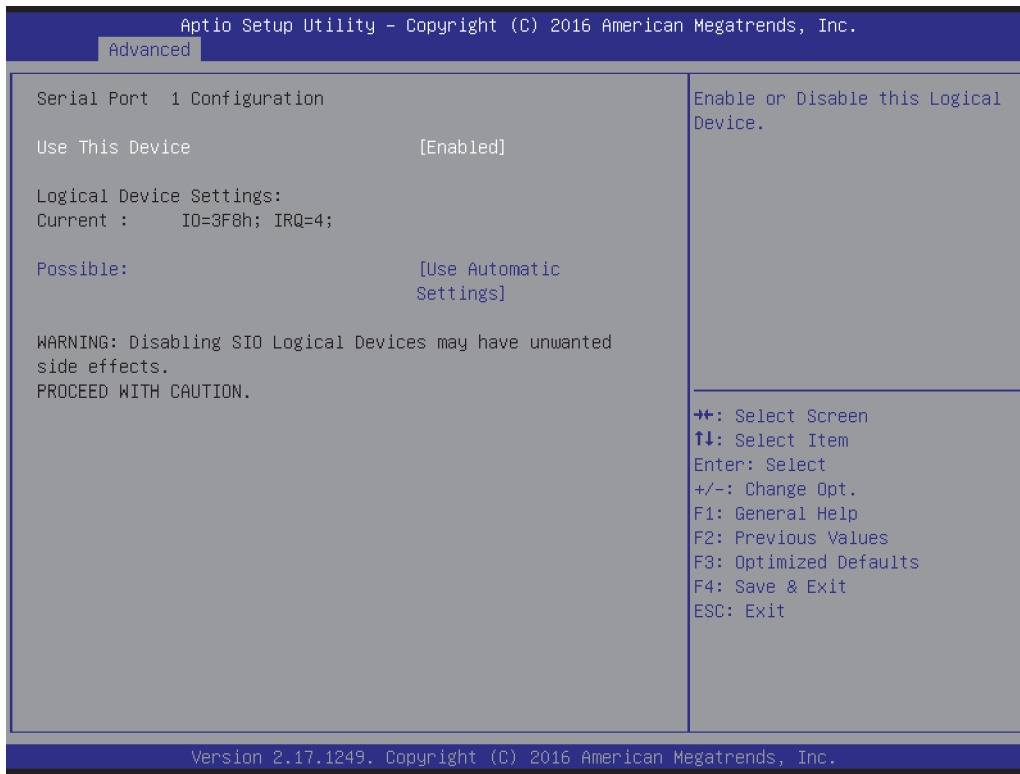 Aptio Setup Utility – Copyright (C) 2016 American Megatrends, Inc.
Advanced
Serial Port 1 Configuration
Use This Device [Enabled]
Logical Device Settings:
Current : IO=3F8h; IRQ=4;
Possible: [Use Automatic
Settings]
WARNING: Disabling SIO Logical Devices may have unwanted
side effects.
PROCEED WITH CAUTION.
Enable or Disable this Logical
Device.
→←: Select Screen
↑↓: Select Item
Enter: Select
+/-: Change Opt.
F1: General Help
F2: Previous Values
F3: Optimized Defaults
F4: Save & Exit
ESC: Exit
Version 2.17.1249. Copyright (C) 2016 American Megatrends, Inc.